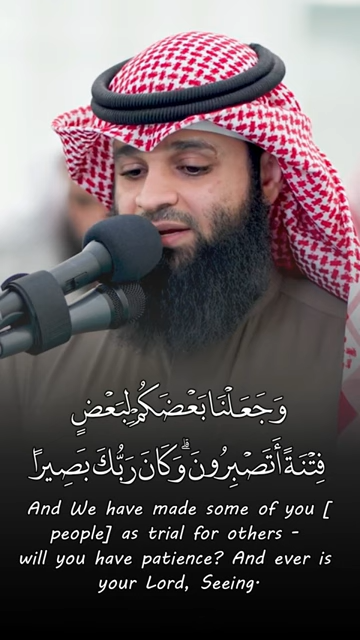 وَجَعَلْنَا بَعْضَكُمْ لِبَعْضٍ
فِتْنَةً أَتَصْبِرُونَ ۗ وَكَانَ رَبُّكَ بَصِيرًا
And We have made some of you [
people] as trial for others -
will you have patience? And ever is
your Lord, Seeing.